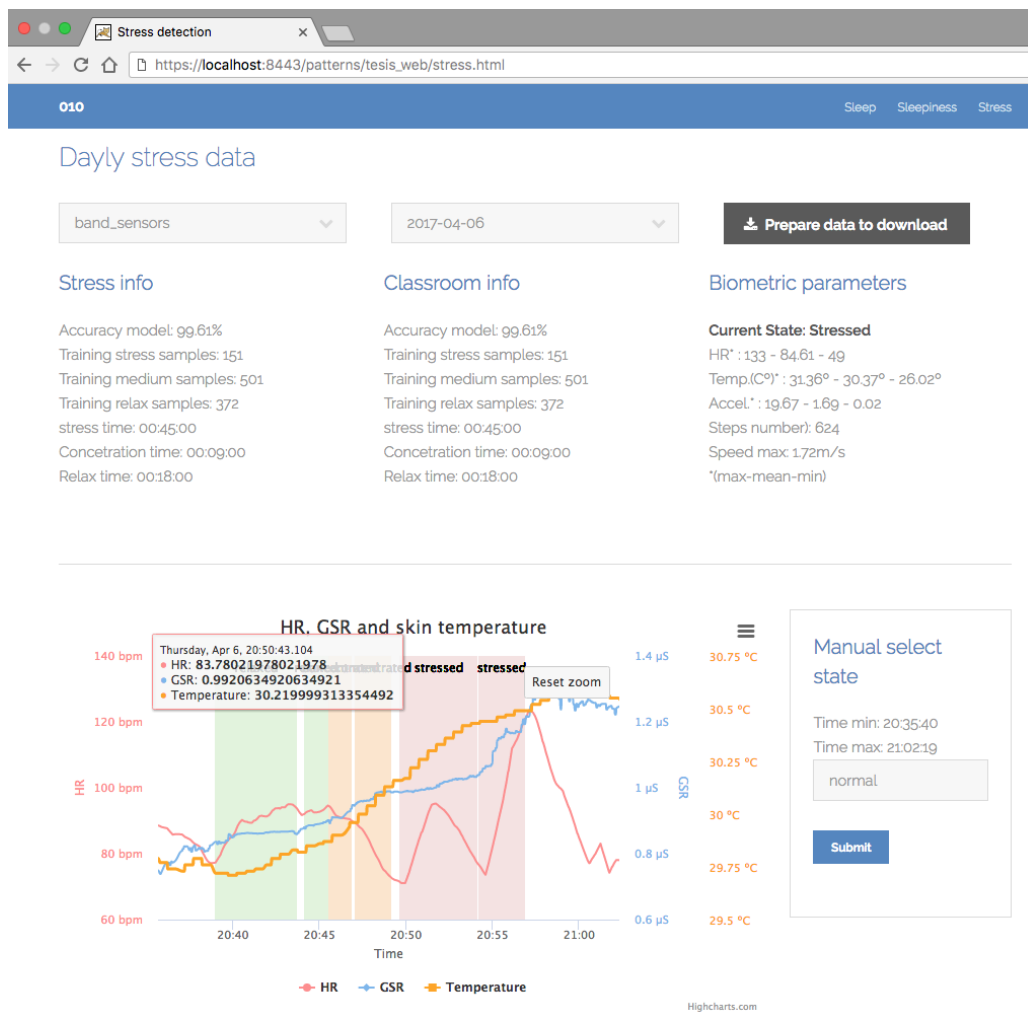 Stress detection
https://localhost:8443/patterns/tesis_web/stress.html
010
Sleep Sleepiness Stress
Dayly stress data
band_sensors
2017-04-06
Prepare data to download
Stress info
Accuracy model: 99.61%
Training stress samples: 151
Training medium samples: 501
Training relax samples: 372
stress time: 00:45:00
Concetration time: 00:09:00
Relax time: 00:18:00
Classroom info
Accuracy model: 99.61%
Training stress samples: 151
Training medium samples: 501
Training relax samples: 372
stress time: 00:45:00
Concetration time: 00:09:00
Relax time: 00:18:00
Biometric parameters
Current State: Stressed
HR* : 133 - 84.61 - 49
Temp.(Cº)* : 31.36º - 30.37º - 26.02º
Accel.* : 19.67 - 1.69 - 0.02
Steps number): 624
Speed max: 1.72m/s
*(max-mean-min)
HR, GSR and skin temperature
Thursday, Apr 6, 20:50:43.104
HR: 83.78021978021978
GSR: 0.9920634920634921
Temperature: 30.219999313354492
stressed stressed
Reset zoom
140 bpm
120 bpm
100 bpm
80 bpm
60 bpm
HR
1.4 µS
1.2 µS
1 µS
0.8 µS
0.6 µS
GSR
30.75 ºC
30.5 ºC
30.25 ºC
30 ºC
29.75 ºC
29.5 ºC
20:40 20:45 20:50 20:55 21:00
Time
HR GSR Temperature
Highcharts.com
Manual select
state
Time min: 20:35:40
Time max: 21:02:19
normal
Submit